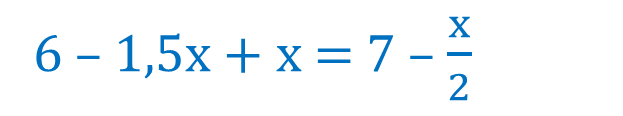 6 – 1,5x + x = 7 – x/2